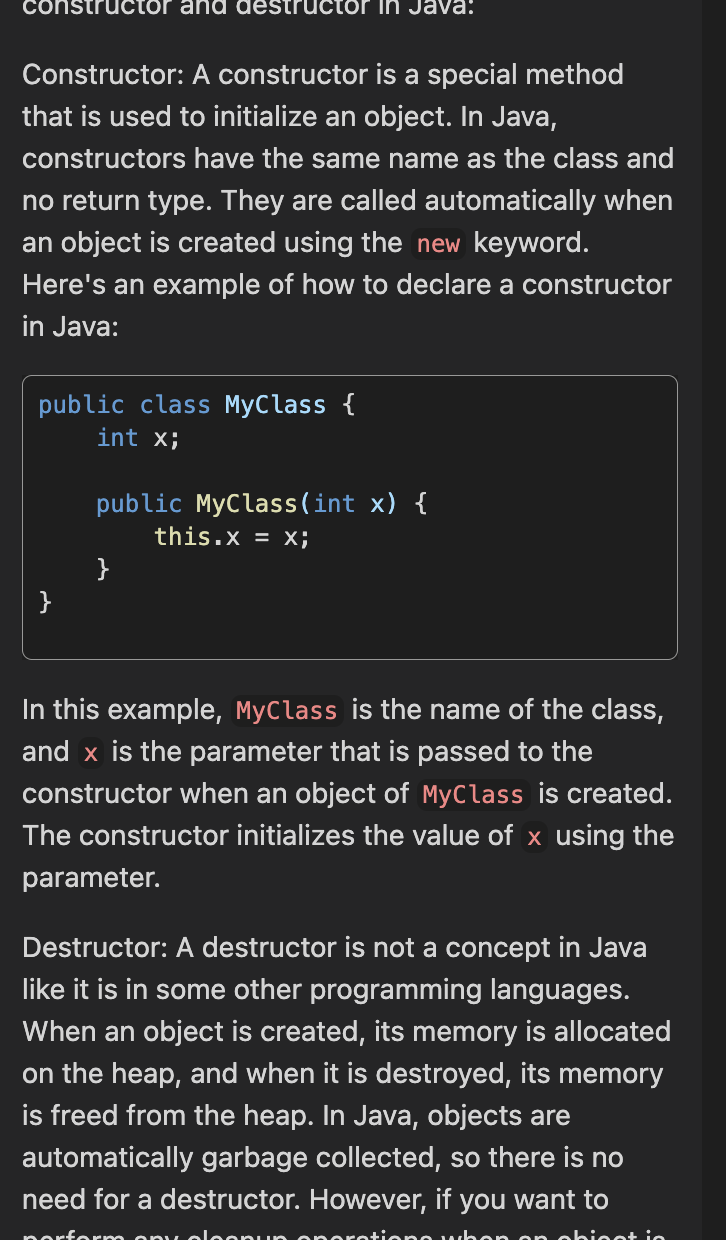 constructor and destructor in Java:
Constructor: A constructor is a special method
that is used to initialize an object. In Java,
constructors have the same name as the class and
no return type. They are called automatically when
an object is created using the new keyword.
Here's an example of how to declare a constructor
in Java:
public class MyClass {
    int x;
    public MyClass(int x) {
        this.x = x;
    }
}
In this example, MyClass is the name of the class,
and x is the parameter that is passed to the
constructor when an object of MyClass is created.
The constructor initializes the value of x using the
parameter.
Destructor: A destructor is not a concept in Java
like it is in some other programming languages.
When an object is created, its memory is allocated
on the heap, and when it is destroyed, its memory
is freed from the heap. In Java, objects are
automatically garbage collected, so there is no
need for a destructor. However, if you want to
perform any cleanup operations when an object is